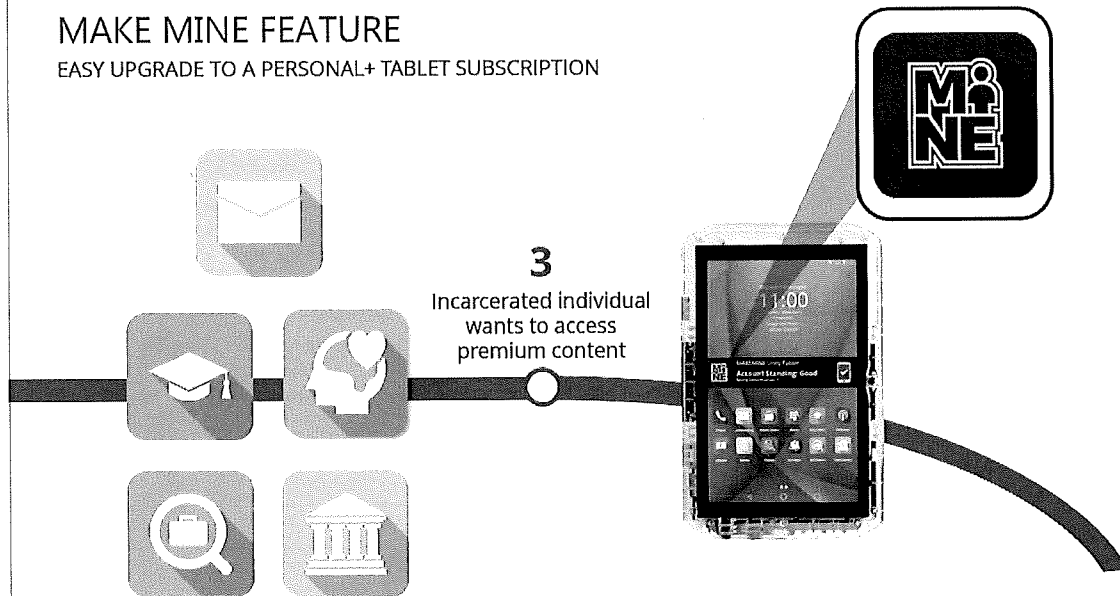 MAKE MINE FEATURE
EASY UPGRADE TO A PERSONAL+ TABLET SUBSCRIPTION
MiNE
3
Incarcerated individual
wants to access
premium content
11:00
Account Standing: Good